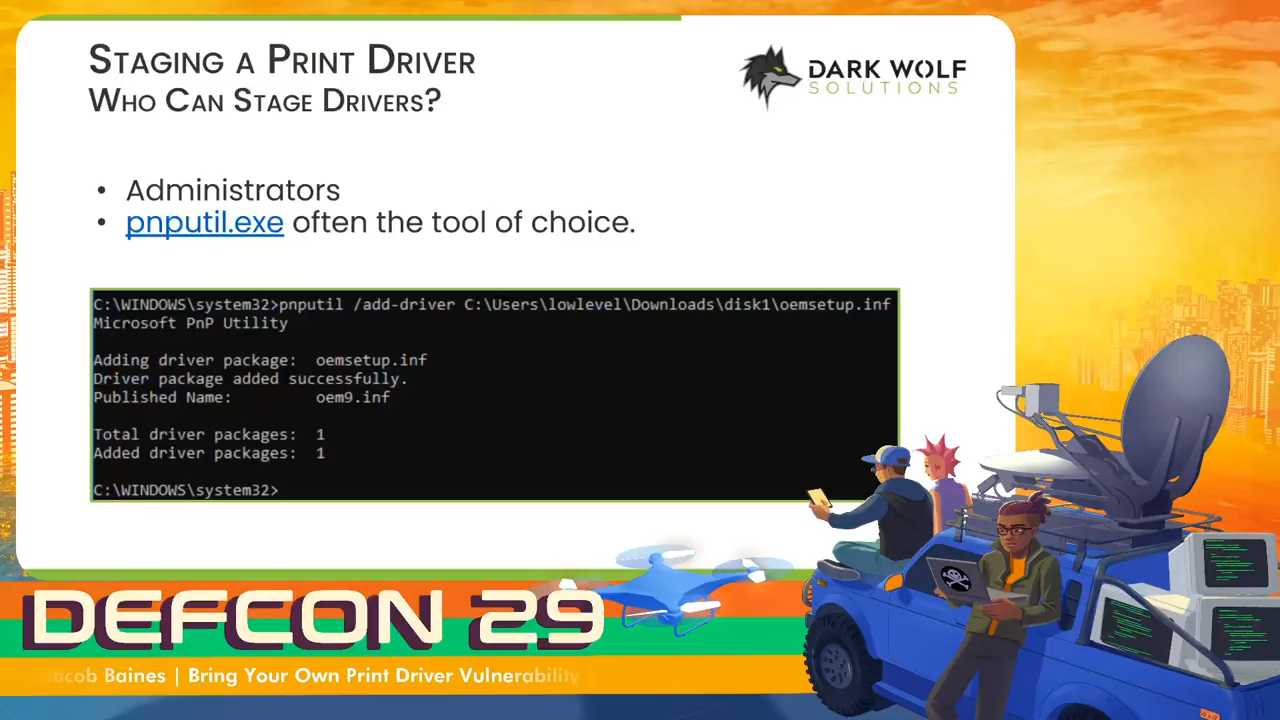 STAGING A PRINT DRIVER
WHO CAN STAGE DRIVERS?
DARK WOLF
SOLUTIONS
• Administrators
• pnputil.exe often the tool of choice.
C:\WINDOWS\system32>pnputil /add-driver C:\Users\lowlevel\Downloads\disk1\oemsetup.inf
Microsoft PnP Utility
Adding driver package:  oemsetup.inf
Driver package added successfully.
Published Name:         oem9.inf
Total driver packages:  1
Added driver packages:  1
C:\WINDOWS\system32>
DEFCON 29
acob Baines | Bring Your Own Print Driver Vulnerability